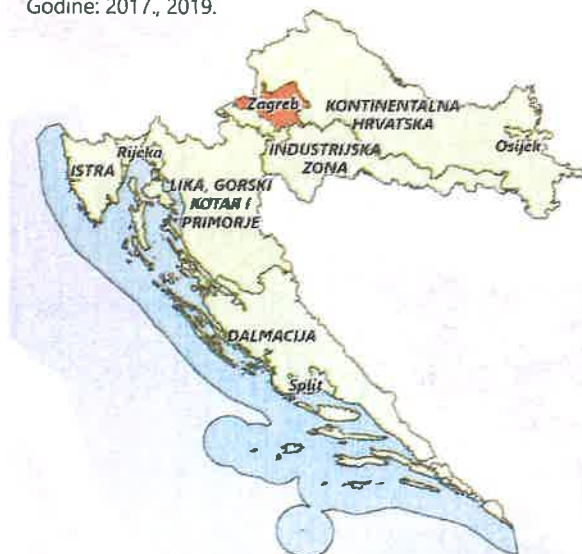 Godine: 2017., 2019.
Zagreb
KONTINENTALNA
HRVATSKA
Rijeka
INDUSTRIJSKA
ZONA
Osijek
ISTRA
LIKA, GORSKI
KOTAR I
PRIMORJE
DALMACIJA
Split